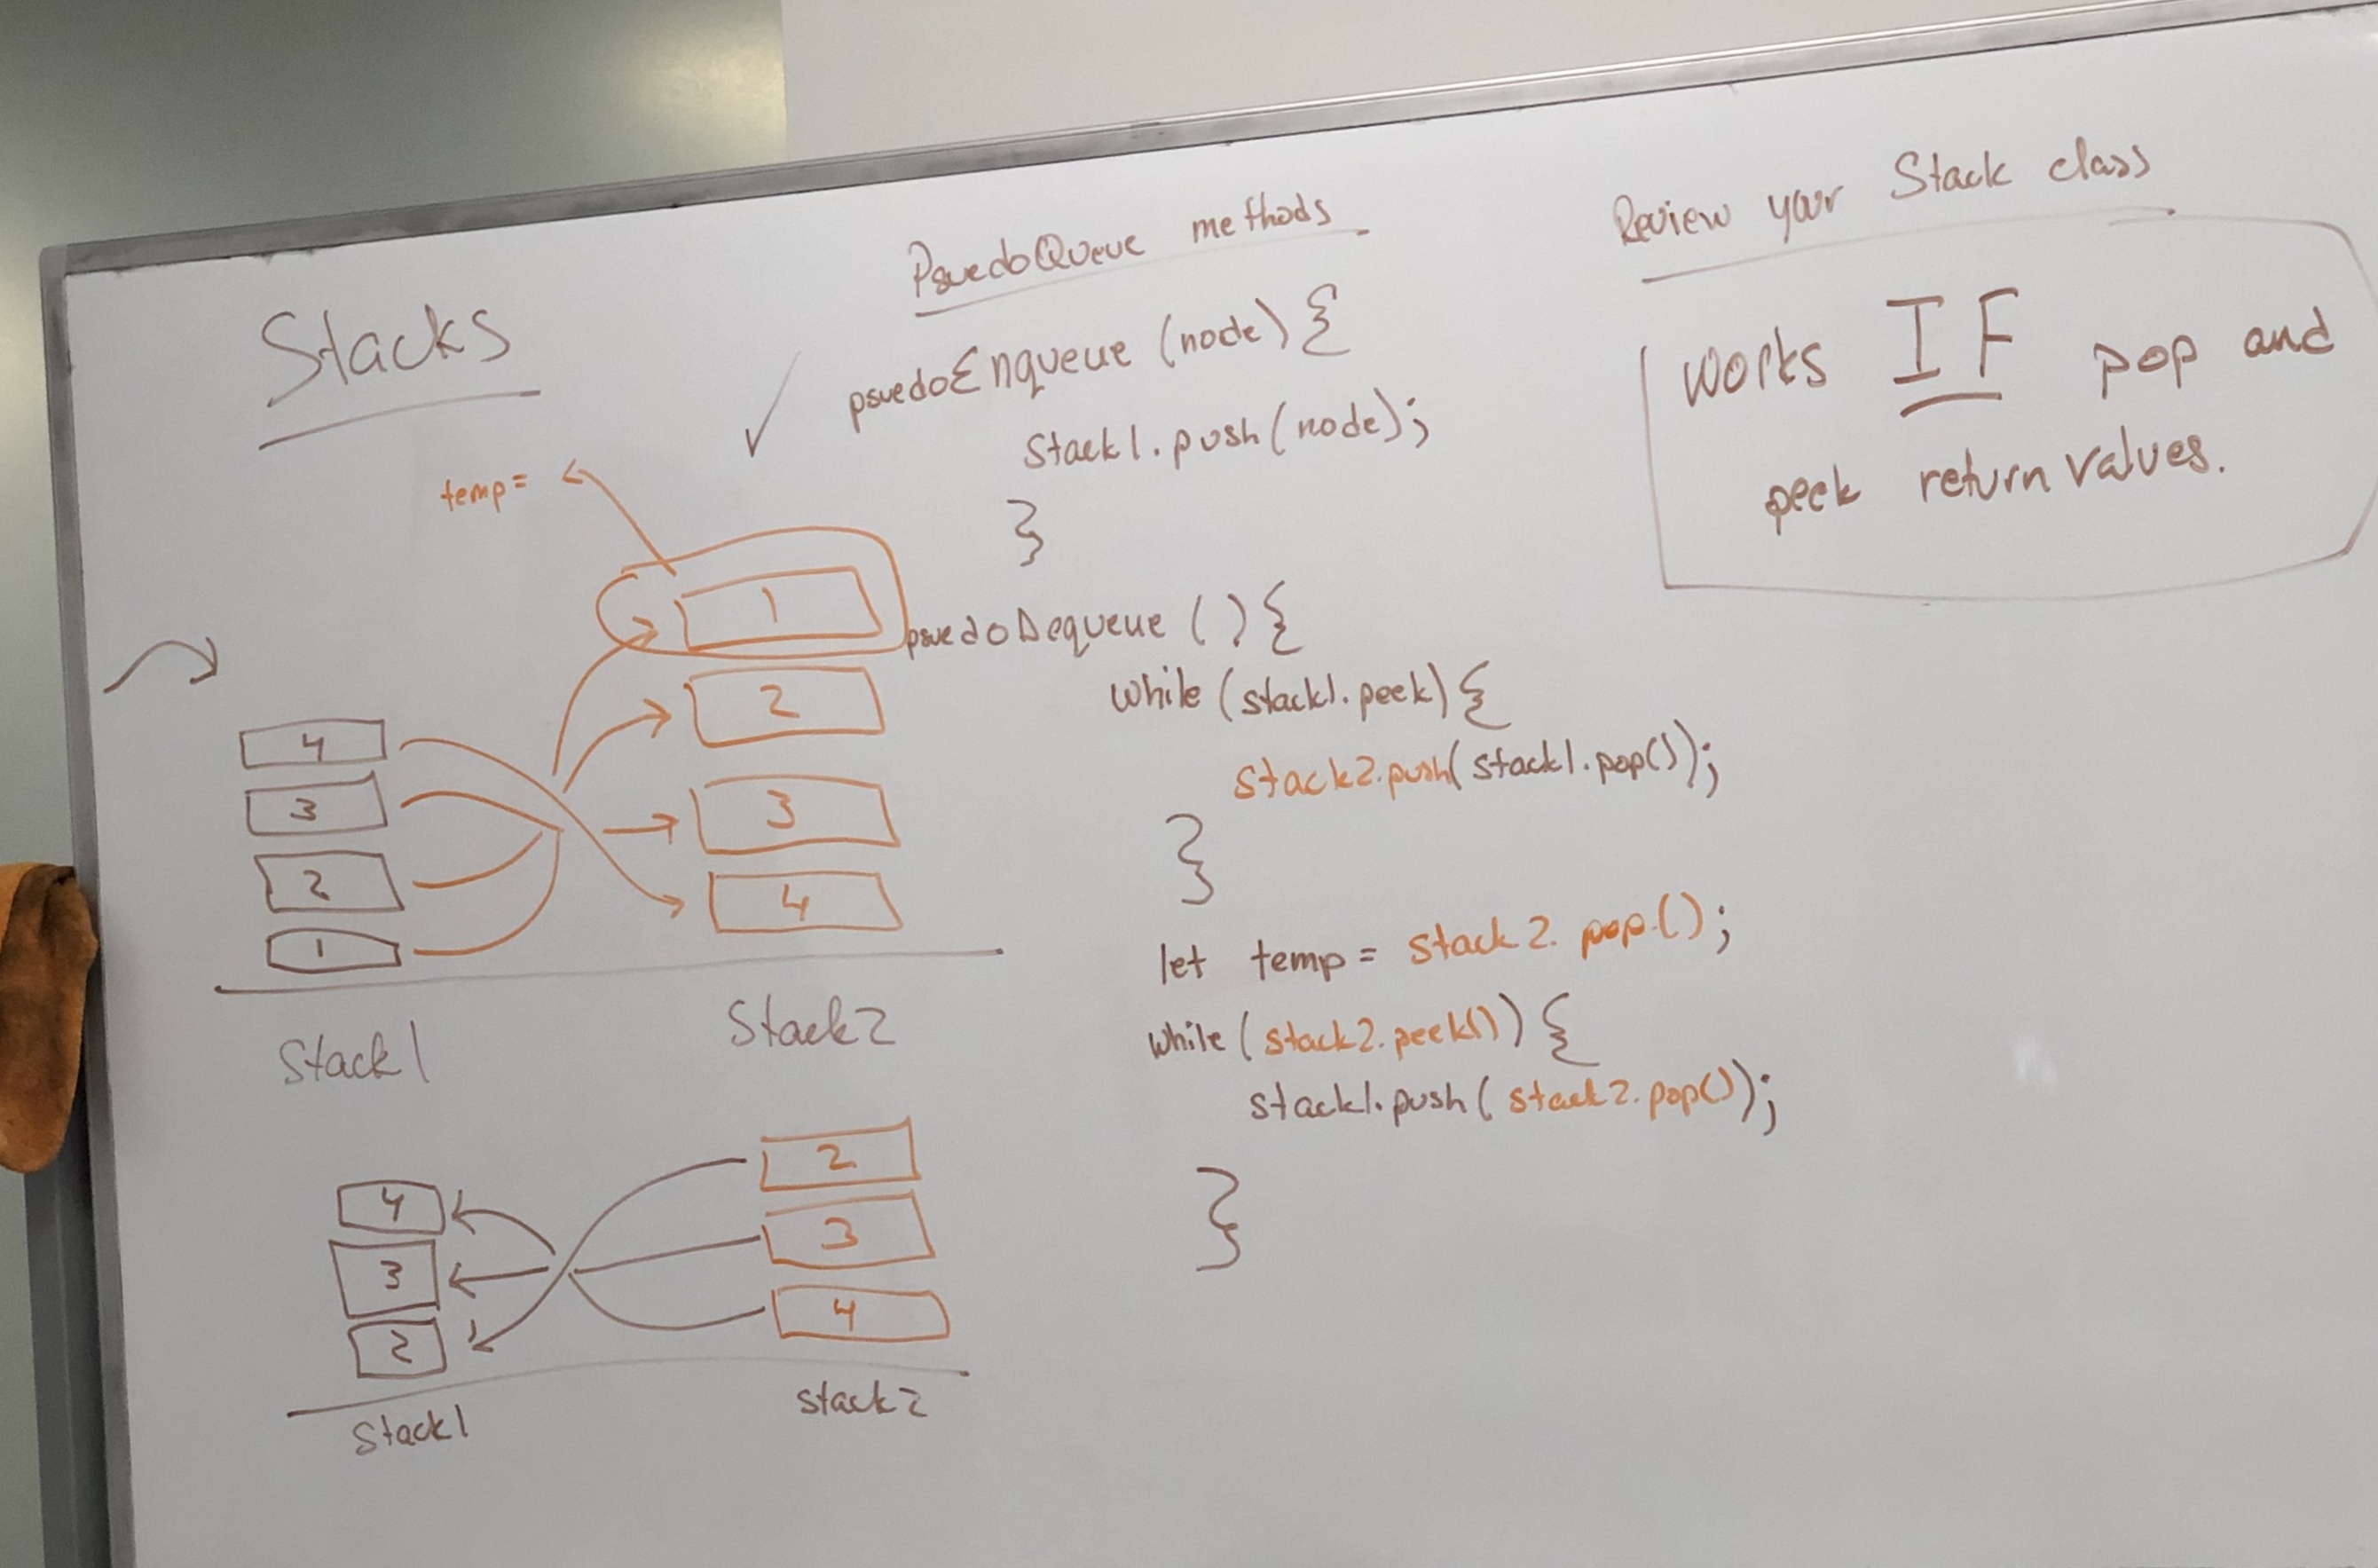 Stacks
temp=
1
2
3
4
4
3
2
1
Stack1
Stack2
2
3
4
4
3
2
Stack1
stack2
PsuedoQueue methods
psuedoEnqueue (node) {
Stack1.push(node);
}
psuedoDequeue () {
while (stack1.peek) {
stack2.push(stack1.pop());
}
let temp = stack2.pop();
while (stack2.peek()) {
stack1.push(stack2.pop());
}
Review your Stack class
works IF pop and
peek return values.